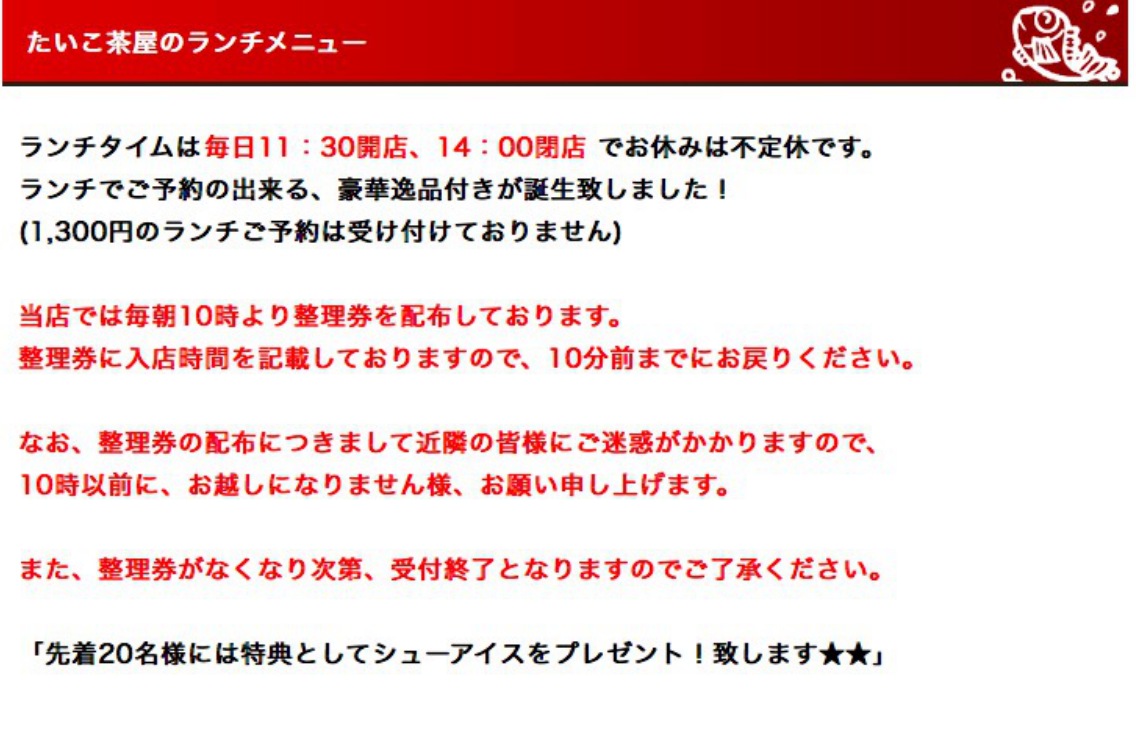 たいこ茶屋のランチメニュー
ランチタイムは毎日11：30開店、14：00閉店 でお休みは不定休です。
ランチでご予約の出来る、豪華逸品付きが誕生致しました！
(1,300円のランチご予約は受け付けておりません)
当店では毎朝10時より整理券を配布しております。
整理券に入店時間を記載しておりますので、10分前までにお戻りください。
なお、整理券の配布につきまして近隣の皆様にご迷惑がかかりますので、
10時以前に、お越しになりません様、お願い申し上げます。
また、整理券がなくなり次第、受付終了となりますのでご了承ください。
「先着20名様には特典としてシューアイスをプレゼント！致します★★」